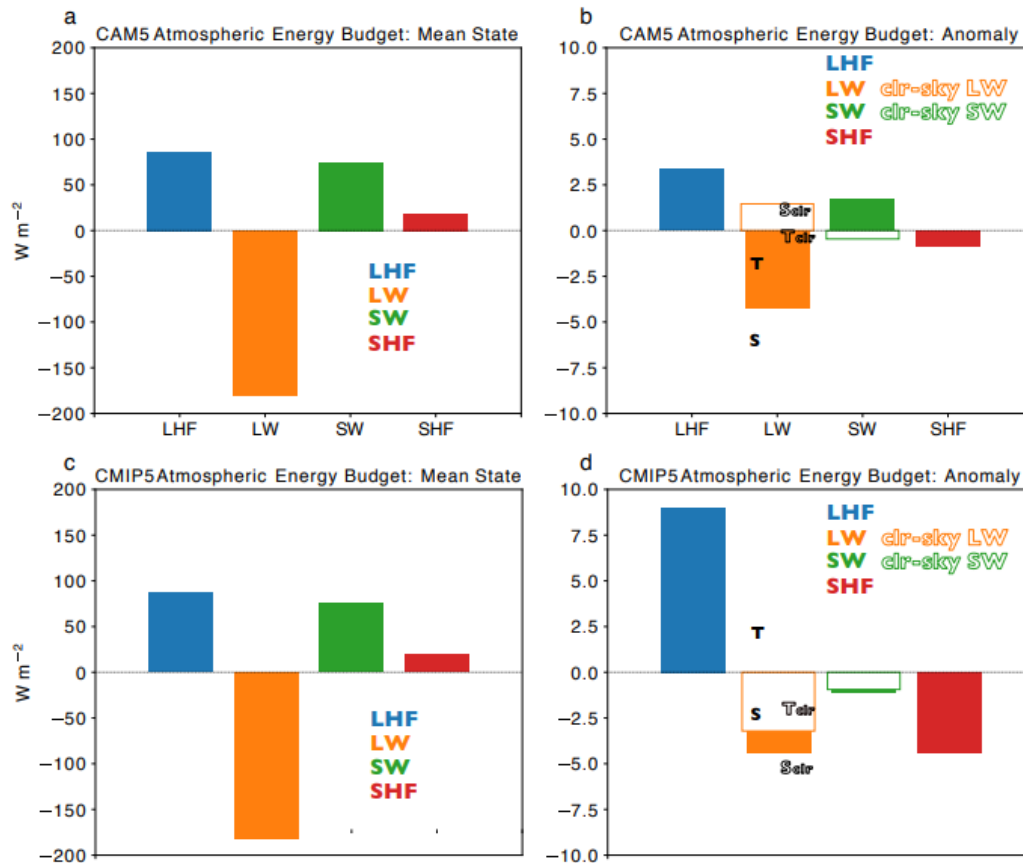 a
CAM5 Atmospheric Energy Budget: Mean State
200
150
100
50
0
−50
−100
−150
−200
W m−2
LHF
LW
SW
SHF
LHF LW SW SHF
b
CAM5 Atmospheric Energy Budget: Anomaly
10.0
7.5
5.0
2.5
0.0
−2.5
−5.0
−7.5
−10.0
LHF
LW clr-sky LW
SW clr-sky SW
SHF
Sclr
Tclr
T
S
LHF LW SW SHF
c
CMIP5 Atmospheric Energy Budget: Mean State
200
150
100
50
0
−50
−100
−150
−200
W m−2
LHF
LW
SW
SHF
d
CMIP5 Atmospheric Energy Budget: Anomaly
10.0
7.5
5.0
2.5
0.0
−2.5
−5.0
−7.5
−10.0
LHF
LW clr-sky LW
SW clr-sky SW
SHF
T
S Tclr
Sclr